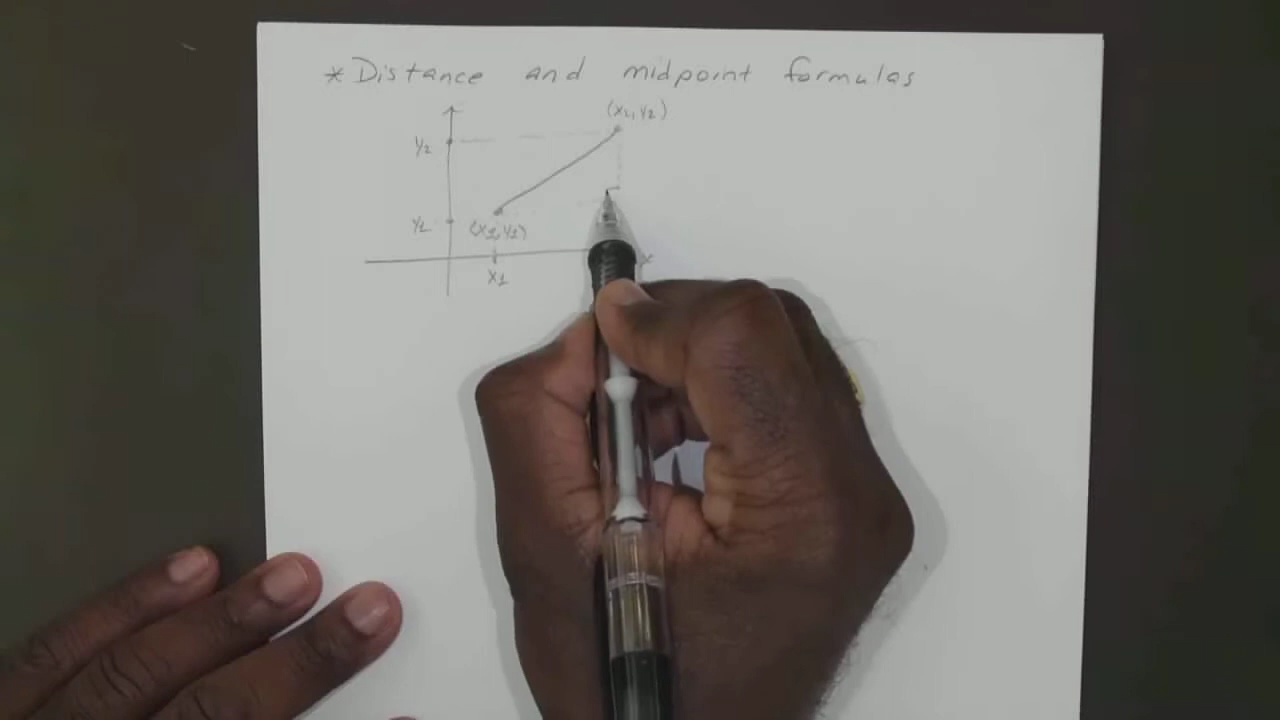 *Distance and midpoint formulas
(x₂, y₂)
y₂
y₁
(x₁, y₁)
x
x₁